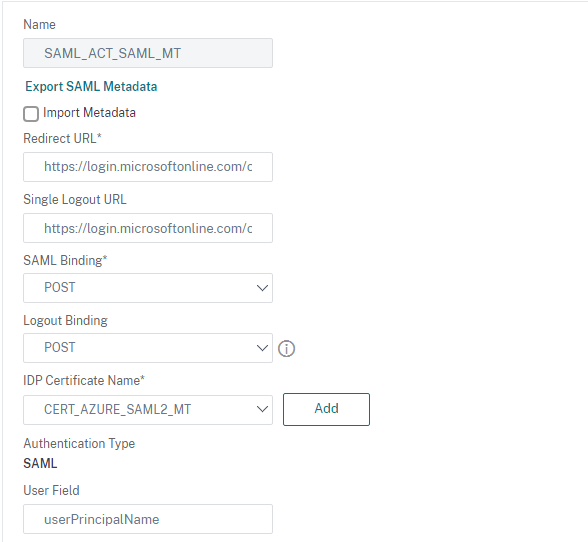 Name
SAML_ACT_SAML_MT
Export SAML Metadata
Import Metadata
Redirect URL*
https://login.microsoftonline.com/c
Single Logout URL
https://login.microsoftonline.com/c
SAML Binding*
POST
Logout Binding
POST
IDP Certificate Name*
CERT_AZURE_SAML2_MT
Add
Authentication Type
SAML
User Field
userPrincipalName